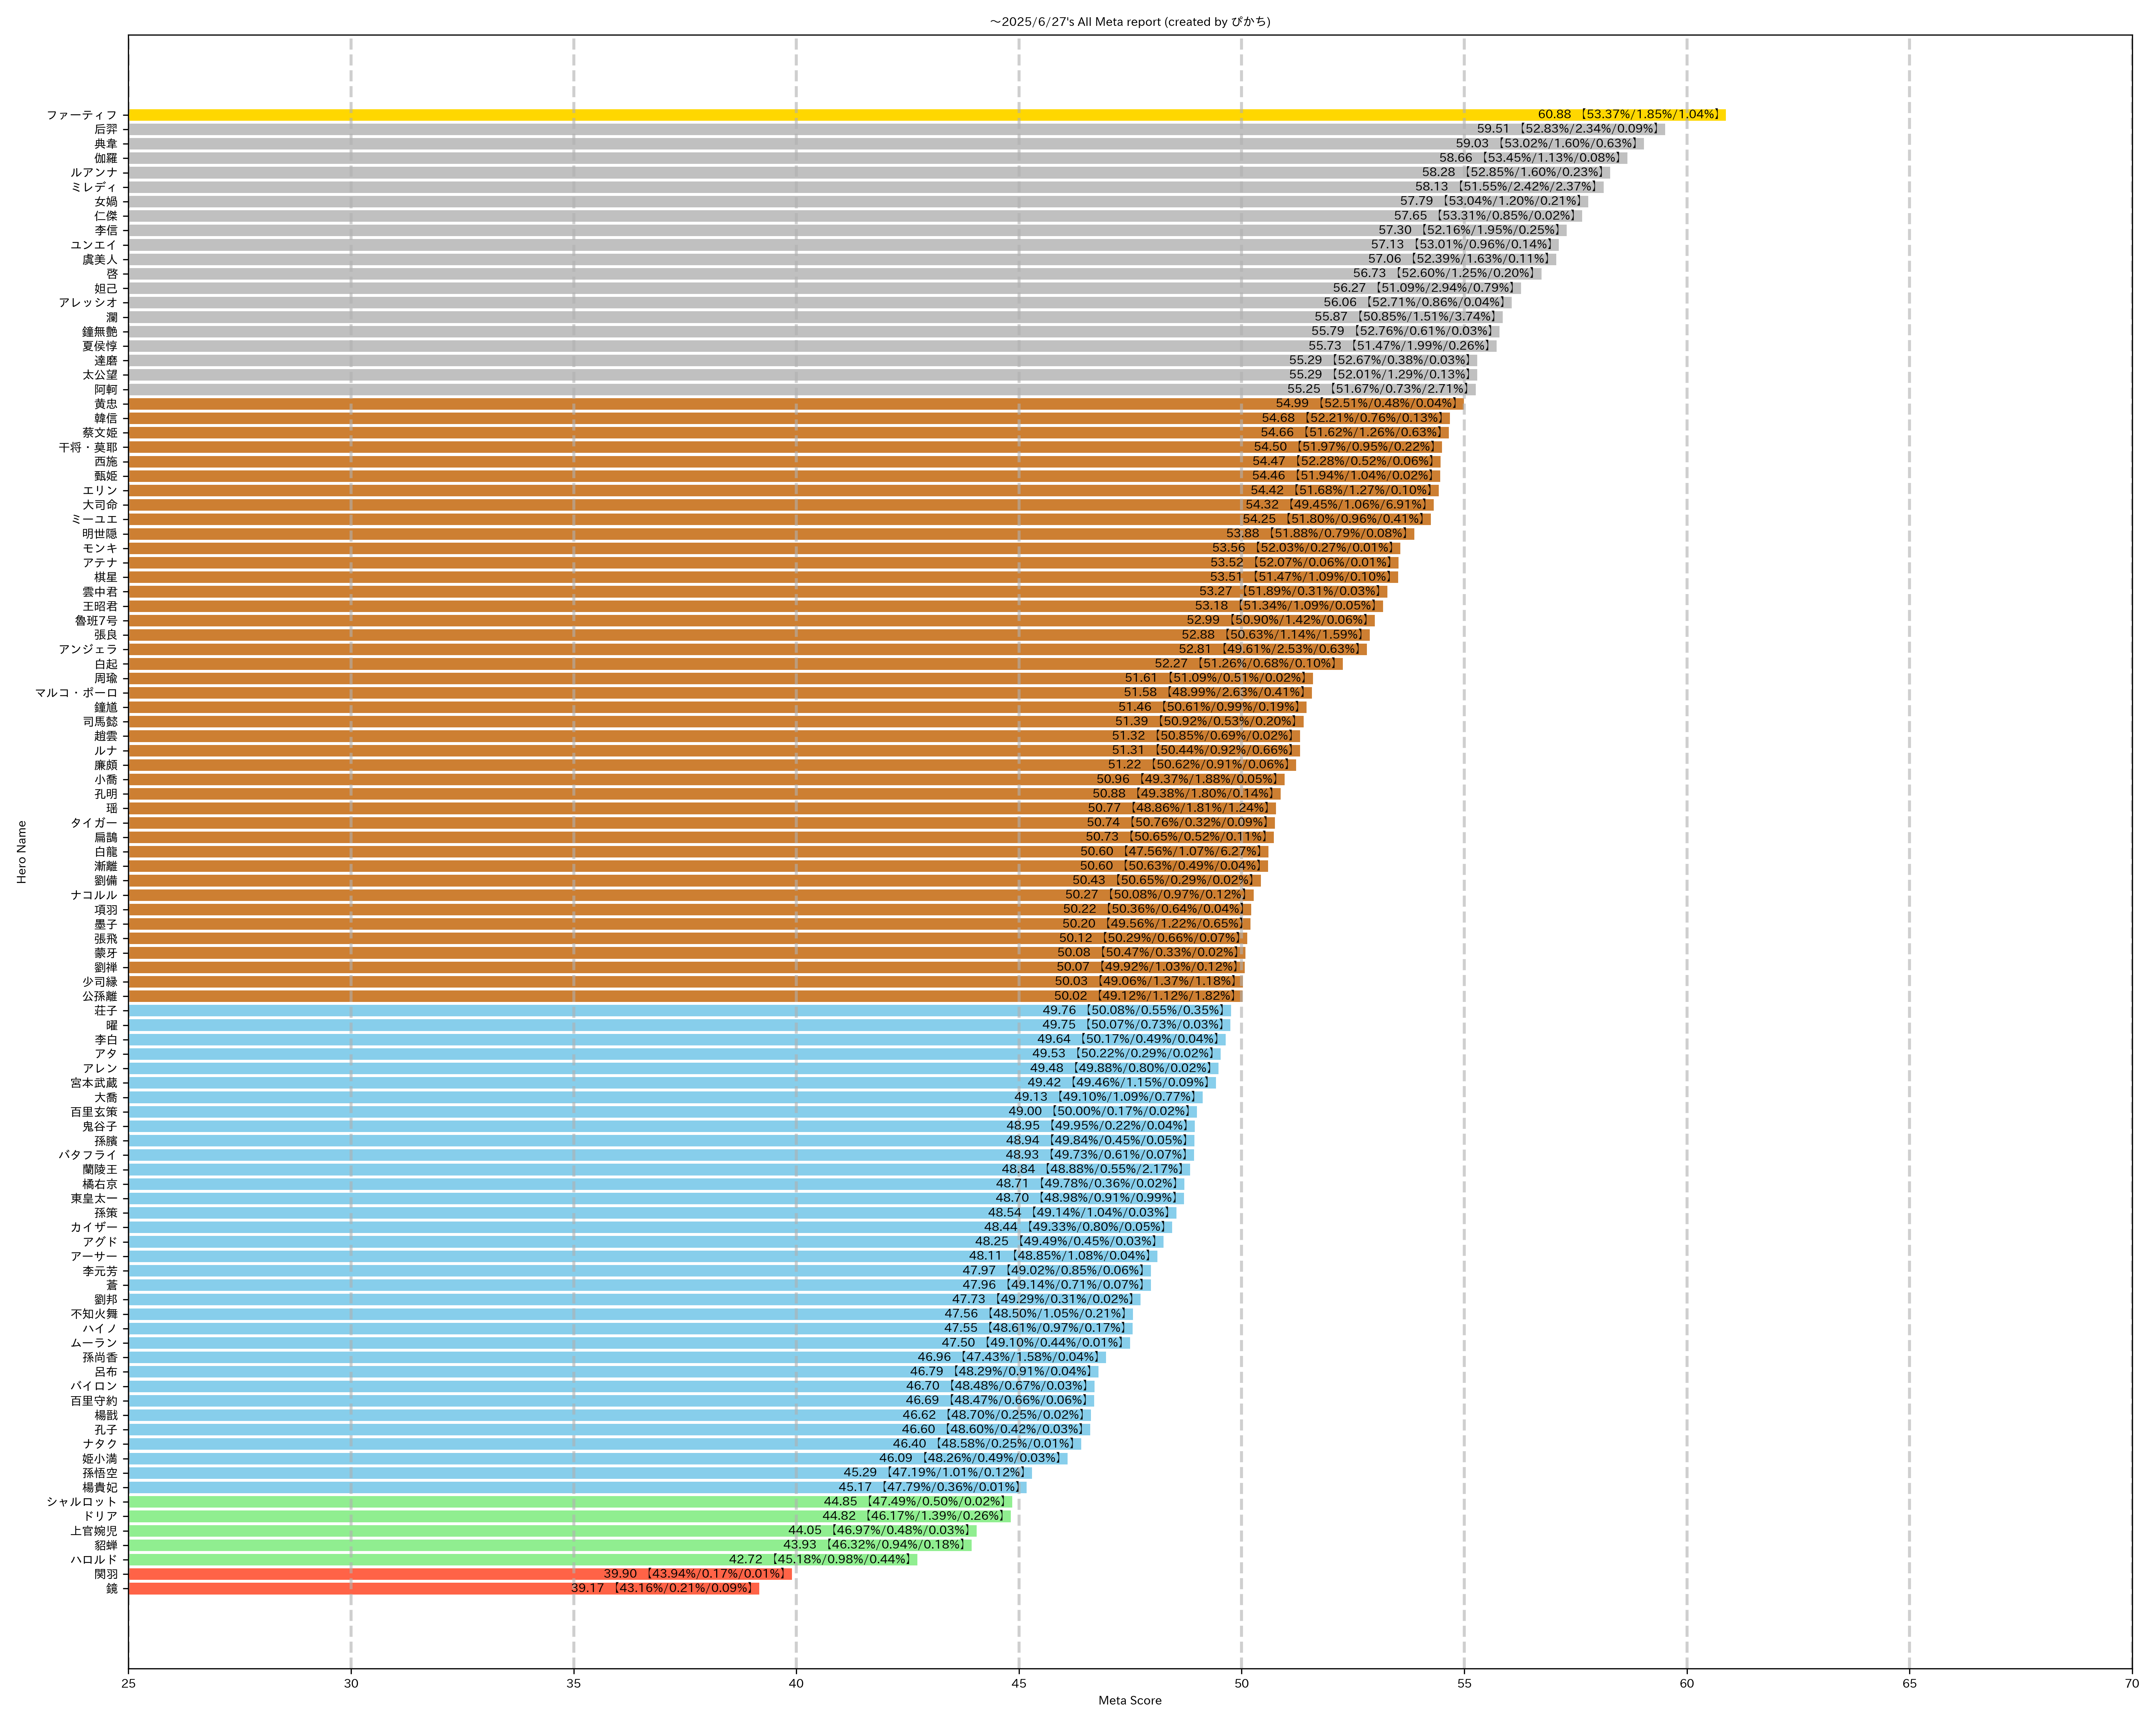 ～2025/6/27's All Meta report (created by ぴかち)
Hero Name
ファーティフ 60.88 【53.37%/1.85%/1.04%】
后羿 59.51 【52.83%/2.34%/0.09%】
典韋 59.03 【53.02%/1.60%/0.63%】
伽羅 58.66 【53.45%/1.13%/0.08%】
ルアンナ 58.28 【52.85%/1.60%/0.23%】
ミレディ 58.13 【51.55%/2.42%/2.37%】
女媧 57.79 【53.04%/1.20%/0.21%】
仁傑 57.65 【53.31%/0.85%/0.02%】
李信 57.30 【52.16%/1.95%/0.25%】
ユンエイ 57.13 【53.01%/0.96%/0.14%】
虞美人 57.06 【52.39%/1.63%/0.11%】
啓 56.73 【52.60%/1.25%/0.20%】
妲己 56.27 【51.09%/2.94%/0.79%】
アレッシオ 56.06 【52.71%/0.86%/0.04%】
瀾 55.87 【50.85%/1.51%/3.74%】
鐘無艶 55.79 【52.76%/0.61%/0.03%】
夏侯惇 55.73 【51.47%/1.99%/0.26%】
達磨 55.29 【52.67%/0.38%/0.03%】
太公望 55.29 【52.01%/1.29%/0.13%】
阿軻 55.25 【51.67%/0.73%/2.71%】
黄忠 54.99 【52.51%/0.48%/0.04%】
韓信 54.68 【52.21%/0.76%/0.13%】
蔡文姫 54.66 【51.62%/1.26%/0.63%】
干将・莫耶 54.50 【51.97%/0.95%/0.22%】
西施 54.47 【52.28%/0.52%/0.06%】
甄姫 54.46 【51.94%/1.04%/0.02%】
エリン 54.42 【51.68%/1.27%/0.10%】
大司命 54.32 【49.45%/1.06%/6.91%】
ミーユエ 54.25 【51.80%/0.96%/0.41%】
明世隠 53.88 【51.88%/0.79%/0.08%】
モンキ 53.56 【52.03%/0.27%/0.01%】
アテナ 53.52 【52.07%/0.06%/0.01%】
棋星 53.51 【51.47%/1.09%/0.10%】
雲中君 53.27 【51.89%/0.31%/0.03%】
王昭君 53.18 【51.34%/1.09%/0.05%】
魯班7号 52.99 【50.90%/1.42%/0.06%】
張良 52.88 【50.63%/1.14%/1.59%】
アンジェラ 52.81 【49.61%/2.53%/0.63%】
白起 52.27 【51.26%/0.68%/0.10%】
周瑜 51.61 【51.09%/0.51%/0.02%】
マルコ・ポーロ 51.58 【48.99%/2.63%/0.41%】
鐘馗 51.46 【50.61%/0.99%/0.19%】
司馬懿 51.39 【50.92%/0.53%/0.20%】
趙雲 51.32 【50.85%/0.69%/0.02%】
ルナ 51.31 【50.44%/0.92%/0.66%】
廉頗 51.22 【50.62%/0.91%/0.06%】
小喬 50.96 【49.37%/1.88%/0.05%】
孔明 50.88 【49.38%/1.80%/0.14%】
瑶 50.77 【48.86%/1.81%/1.24%】
タイガー 50.74 【50.76%/0.32%/0.09%】
扁鵲 50.73 【50.65%/0.52%/0.11%】
白龍 50.60 【47.56%/1.07%/6.27%】
漸離 50.60 【50.63%/0.49%/0.04%】
劉備 50.43 【50.65%/0.29%/0.02%】
ナコルル 50.27 【50.08%/0.97%/0.12%】
項羽 50.22 【50.36%/0.64%/0.04%】
墨子 50.20 【49.56%/1.22%/0.65%】
張飛 50.12 【50.29%/0.66%/0.07%】
蒙牙 50.08 【50.47%/0.33%/0.02%】
劉禅 50.07 【49.92%/1.03%/0.12%】
少司縁 50.03 【49.06%/1.37%/1.18%】
公孫離 50.02 【49.12%/1.12%/1.82%】
荘子 49.76 【50.08%/0.55%/0.35%】
曜 49.75 【50.07%/0.73%/0.03%】
李白 49.64 【50.17%/0.49%/0.04%】
アタ 49.53 【50.22%/0.29%/0.02%】
アレン 49.48 【49.88%/0.80%/0.02%】
宮本武蔵 49.42 【49.46%/1.15%/0.09%】
大喬 49.13 【49.10%/1.09%/0.77%】
百里玄策 49.00 【50.00%/0.17%/0.02%】
鬼谷子 48.95 【49.95%/0.22%/0.04%】
孫臏 48.94 【49.84%/0.45%/0.05%】
バタフライ 48.93 【49.73%/0.61%/0.07%】
蘭陵王 48.84 【48.88%/0.55%/2.17%】
橘右京 48.71 【49.78%/0.36%/0.02%】
東皇太一 48.70 【48.98%/0.91%/0.99%】
孫策 48.54 【49.14%/1.04%/0.03%】
カイザー 48.44 【49.33%/0.80%/0.05%】
アグド 48.25 【49.49%/0.45%/0.03%】
アーサー 48.11 【48.85%/1.08%/0.04%】
李元芳 47.97 【49.02%/0.85%/0.06%】
蒼 47.96 【49.14%/0.71%/0.07%】
劉邦 47.73 【49.29%/0.31%/0.02%】
不知火舞 47.56 【48.50%/1.05%/0.21%】
ハイノ 47.55 【48.61%/0.97%/0.17%】
ムーラン 47.50 【49.10%/0.44%/0.01%】
孫尚香 46.96 【47.43%/1.58%/0.04%】
呂布 46.79 【48.29%/0.91%/0.04%】
バイロン 46.70 【48.48%/0.67%/0.03%】
百里守約 46.69 【48.47%/0.66%/0.06%】
楊戩 46.62 【48.70%/0.25%/0.02%】
孔子 46.60 【48.60%/0.42%/0.03%】
ナタク 46.40 【48.58%/0.25%/0.01%】
姫小満 46.09 【48.26%/0.49%/0.03%】
孫悟空 45.29 【47.19%/1.01%/0.12%】
楊貴妃 45.17 【47.79%/0.36%/0.01%】
シャルロット 44.85 【47.49%/0.50%/0.02%】
ドリア 44.82 【46.17%/1.39%/0.26%】
上官婉児 44.05 【46.97%/0.48%/0.03%】
貂蝉 43.93 【46.32%/0.94%/0.18%】
ハロルド 42.72 【45.18%/0.98%/0.44%】
関羽 39.90 【43.94%/0.17%/0.01%】
鏡 39.17 【43.16%/0.21%/0.09%】
25 30 35 40 45 50 55 60 65 70
Meta Score